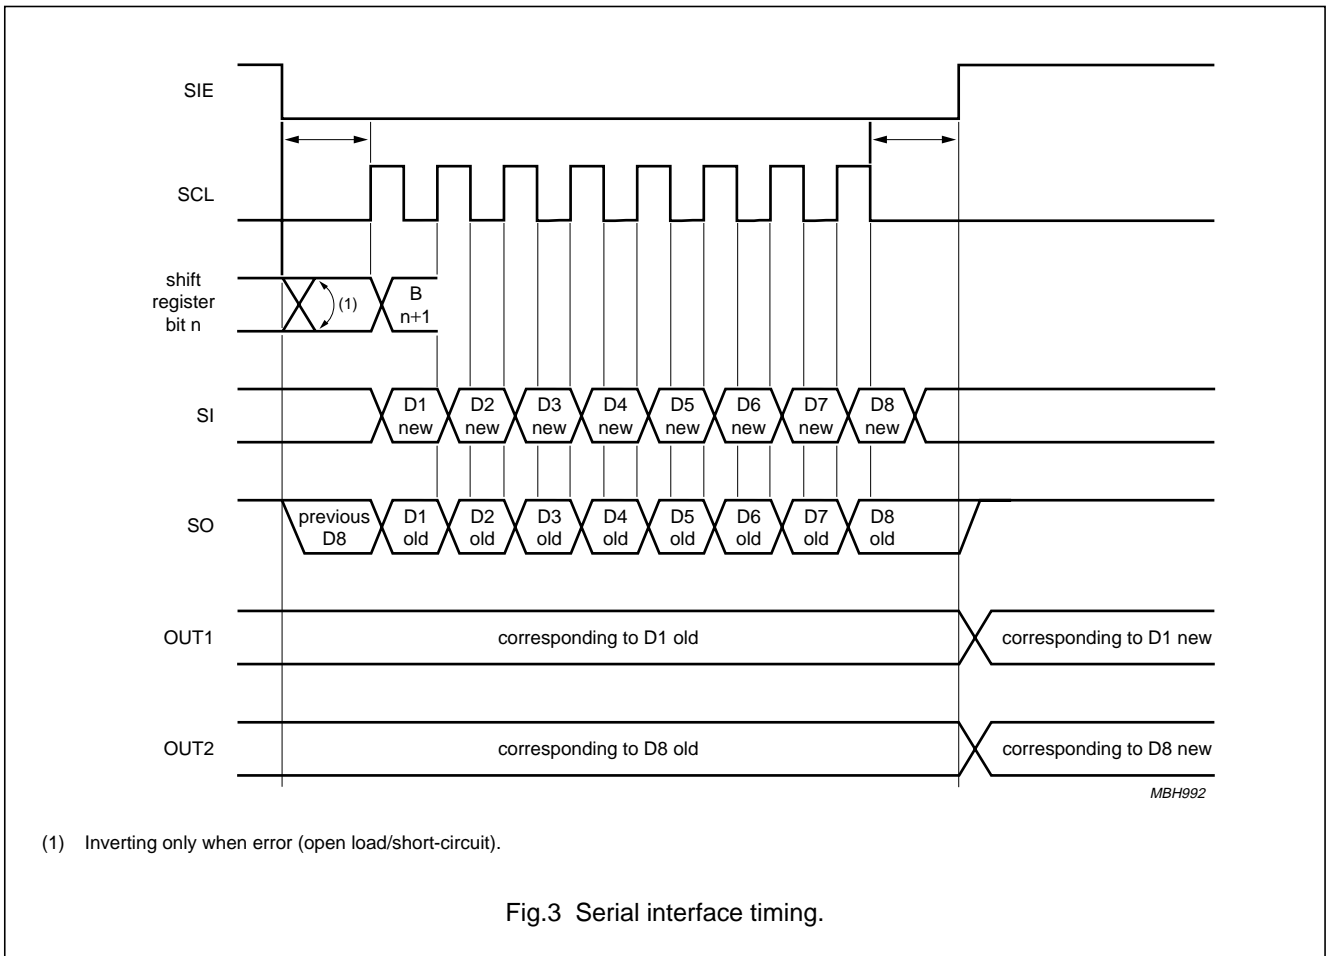 SIE
SCL
shift
register
bit n
(1)
B
n+1
SI
D1
new
D2
new
D3
new
D4
new
D5
new
D6
new
D7
new
D8
new
SO
previous
D8
D1
old
D2
old
D3
old
D4
old
D5
old
D6
old
D7
old
D8
old
OUT1
corresponding to D1 old
corresponding to D1 new
OUT2
corresponding to D8 old
corresponding to D8 new
MBH992
(1) Inverting only when error (open load/short-circuit).
Fig.3 Serial interface timing.